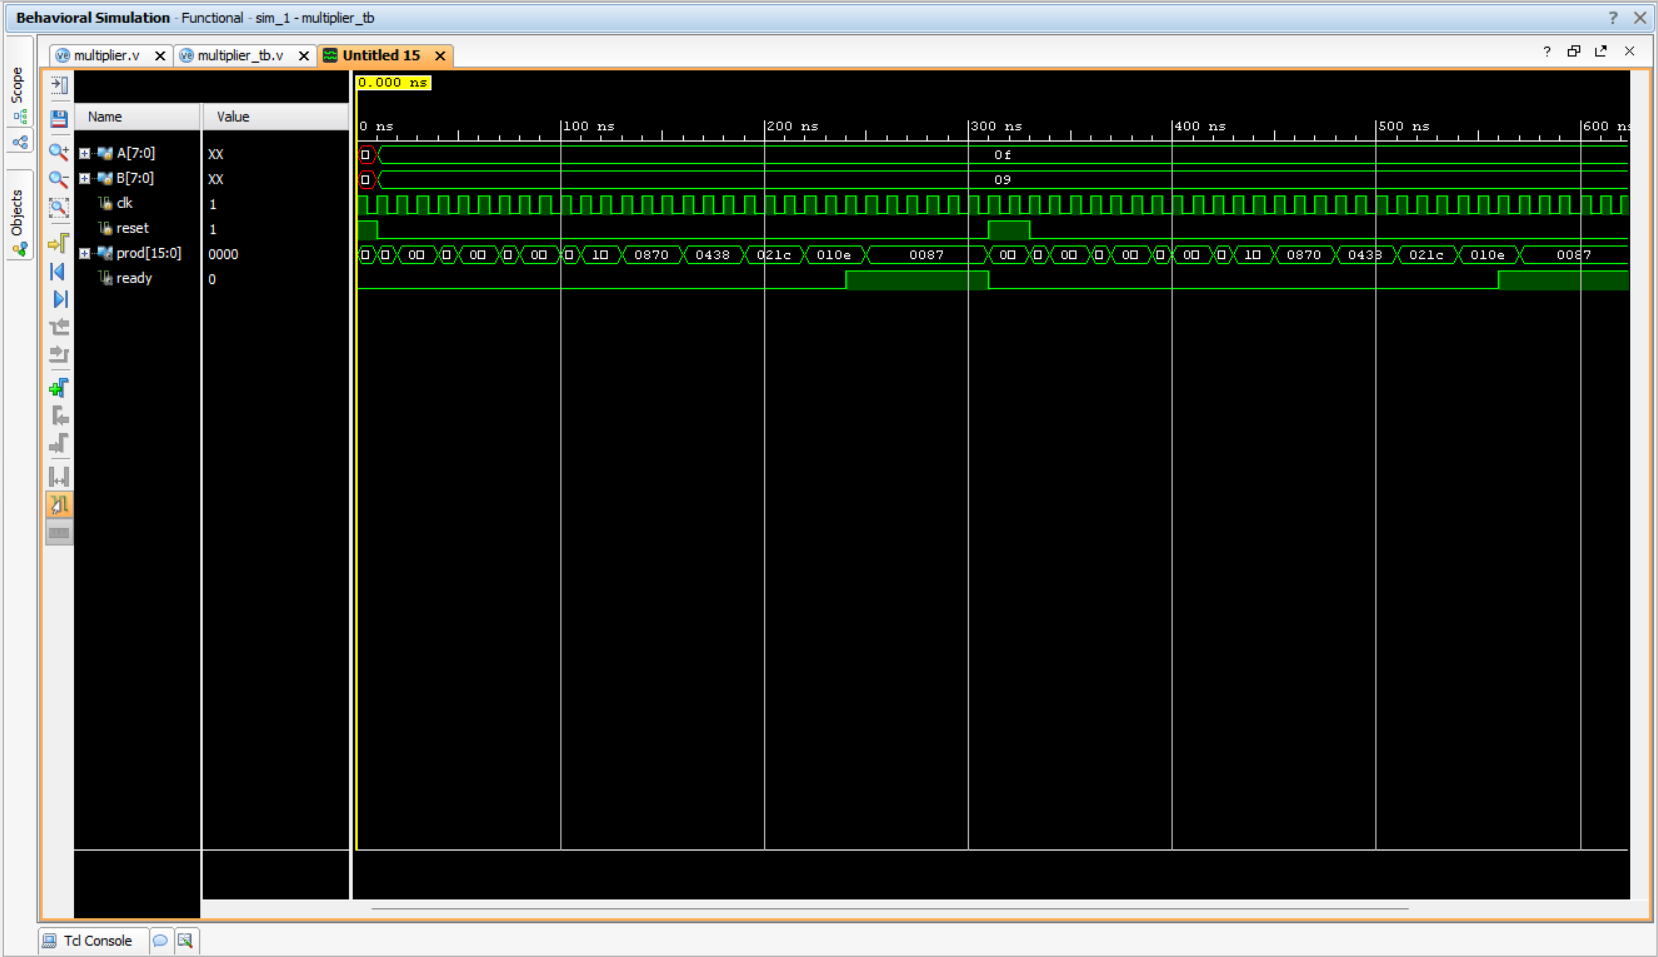 Behavioral Simulation - Functional - sim_1 - multiplier_tb
multiplier.v multiplier_tb.v Untitled 15
Scope
Objects
0.000 ns
Name Value
0 ns 100 ns 200 ns 300 ns 400 ns 500 ns 600 ns
A[7:0] XX 0f
B[7:0] XX 09
clk 1
reset 1
prod[15:0] 0000 00 00 00 10 0870 0438 021c 010e 0087 00 00 00 00 10 0870 0438 021c 010e 0087
ready 0
Tcl Console